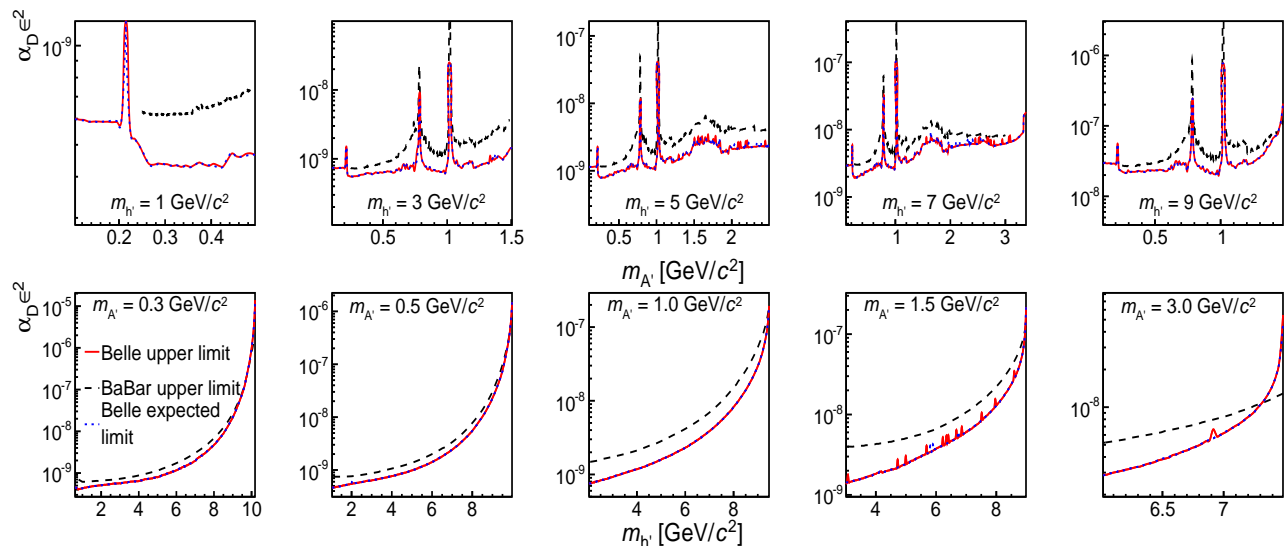 α_D ϵ²
10⁻⁹
10⁻⁸ 10⁻⁹
10⁻⁷ 10⁻⁸ 10⁻⁹
10⁻⁶ 10⁻⁷ 10⁻⁸ 10⁻⁹
10⁻⁶ 10⁻⁷ 10⁻⁸
m_h' = 1 GeV/c²
m_h' = 3 GeV/c²
m_h' = 5 GeV/c²
m_h' = 7 GeV/c²
m_h' = 9 GeV/c²
0.2 0.3 0.4
0.5 1 1.5
0.5 1 1.5 2
1 2 3
0.5 1
m_A' [GeV/c²]
α_D ϵ²
10⁻⁵ 10⁻⁶ 10⁻⁷ 10⁻⁸ 10⁻⁹
10⁻⁶ 10⁻⁷ 10⁻⁸ 10⁻⁹
10⁻⁷ 10⁻⁸ 10⁻⁹
10⁻⁷ 10⁻⁸ 10⁻⁹
10⁻⁸
m_A' = 0.3 GeV/c²
m_A' = 0.5 GeV/c²
m_A' = 1.0 GeV/c²
m_A' = 1.5 GeV/c²
m_A' = 3.0 GeV/c²
Belle upper limit
BaBar upper limit
Belle expected
limit
2 4 6 8 10
2 4 6 8
4 6 8
4 6 8
6.5 7
m_h' [GeV/c²]